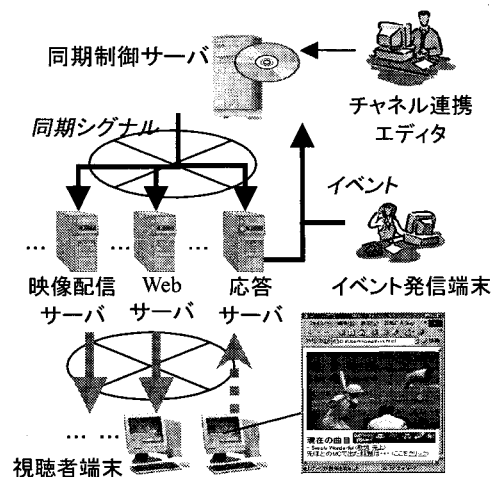 同期制御サーバ
チャネル連携
エディタ
同期シグナル
イベント
… … …
映像配信
サーバ
Web
サーバ
応答
サーバ
イベント発信端末
現在の曲目
… …
視聴者端末